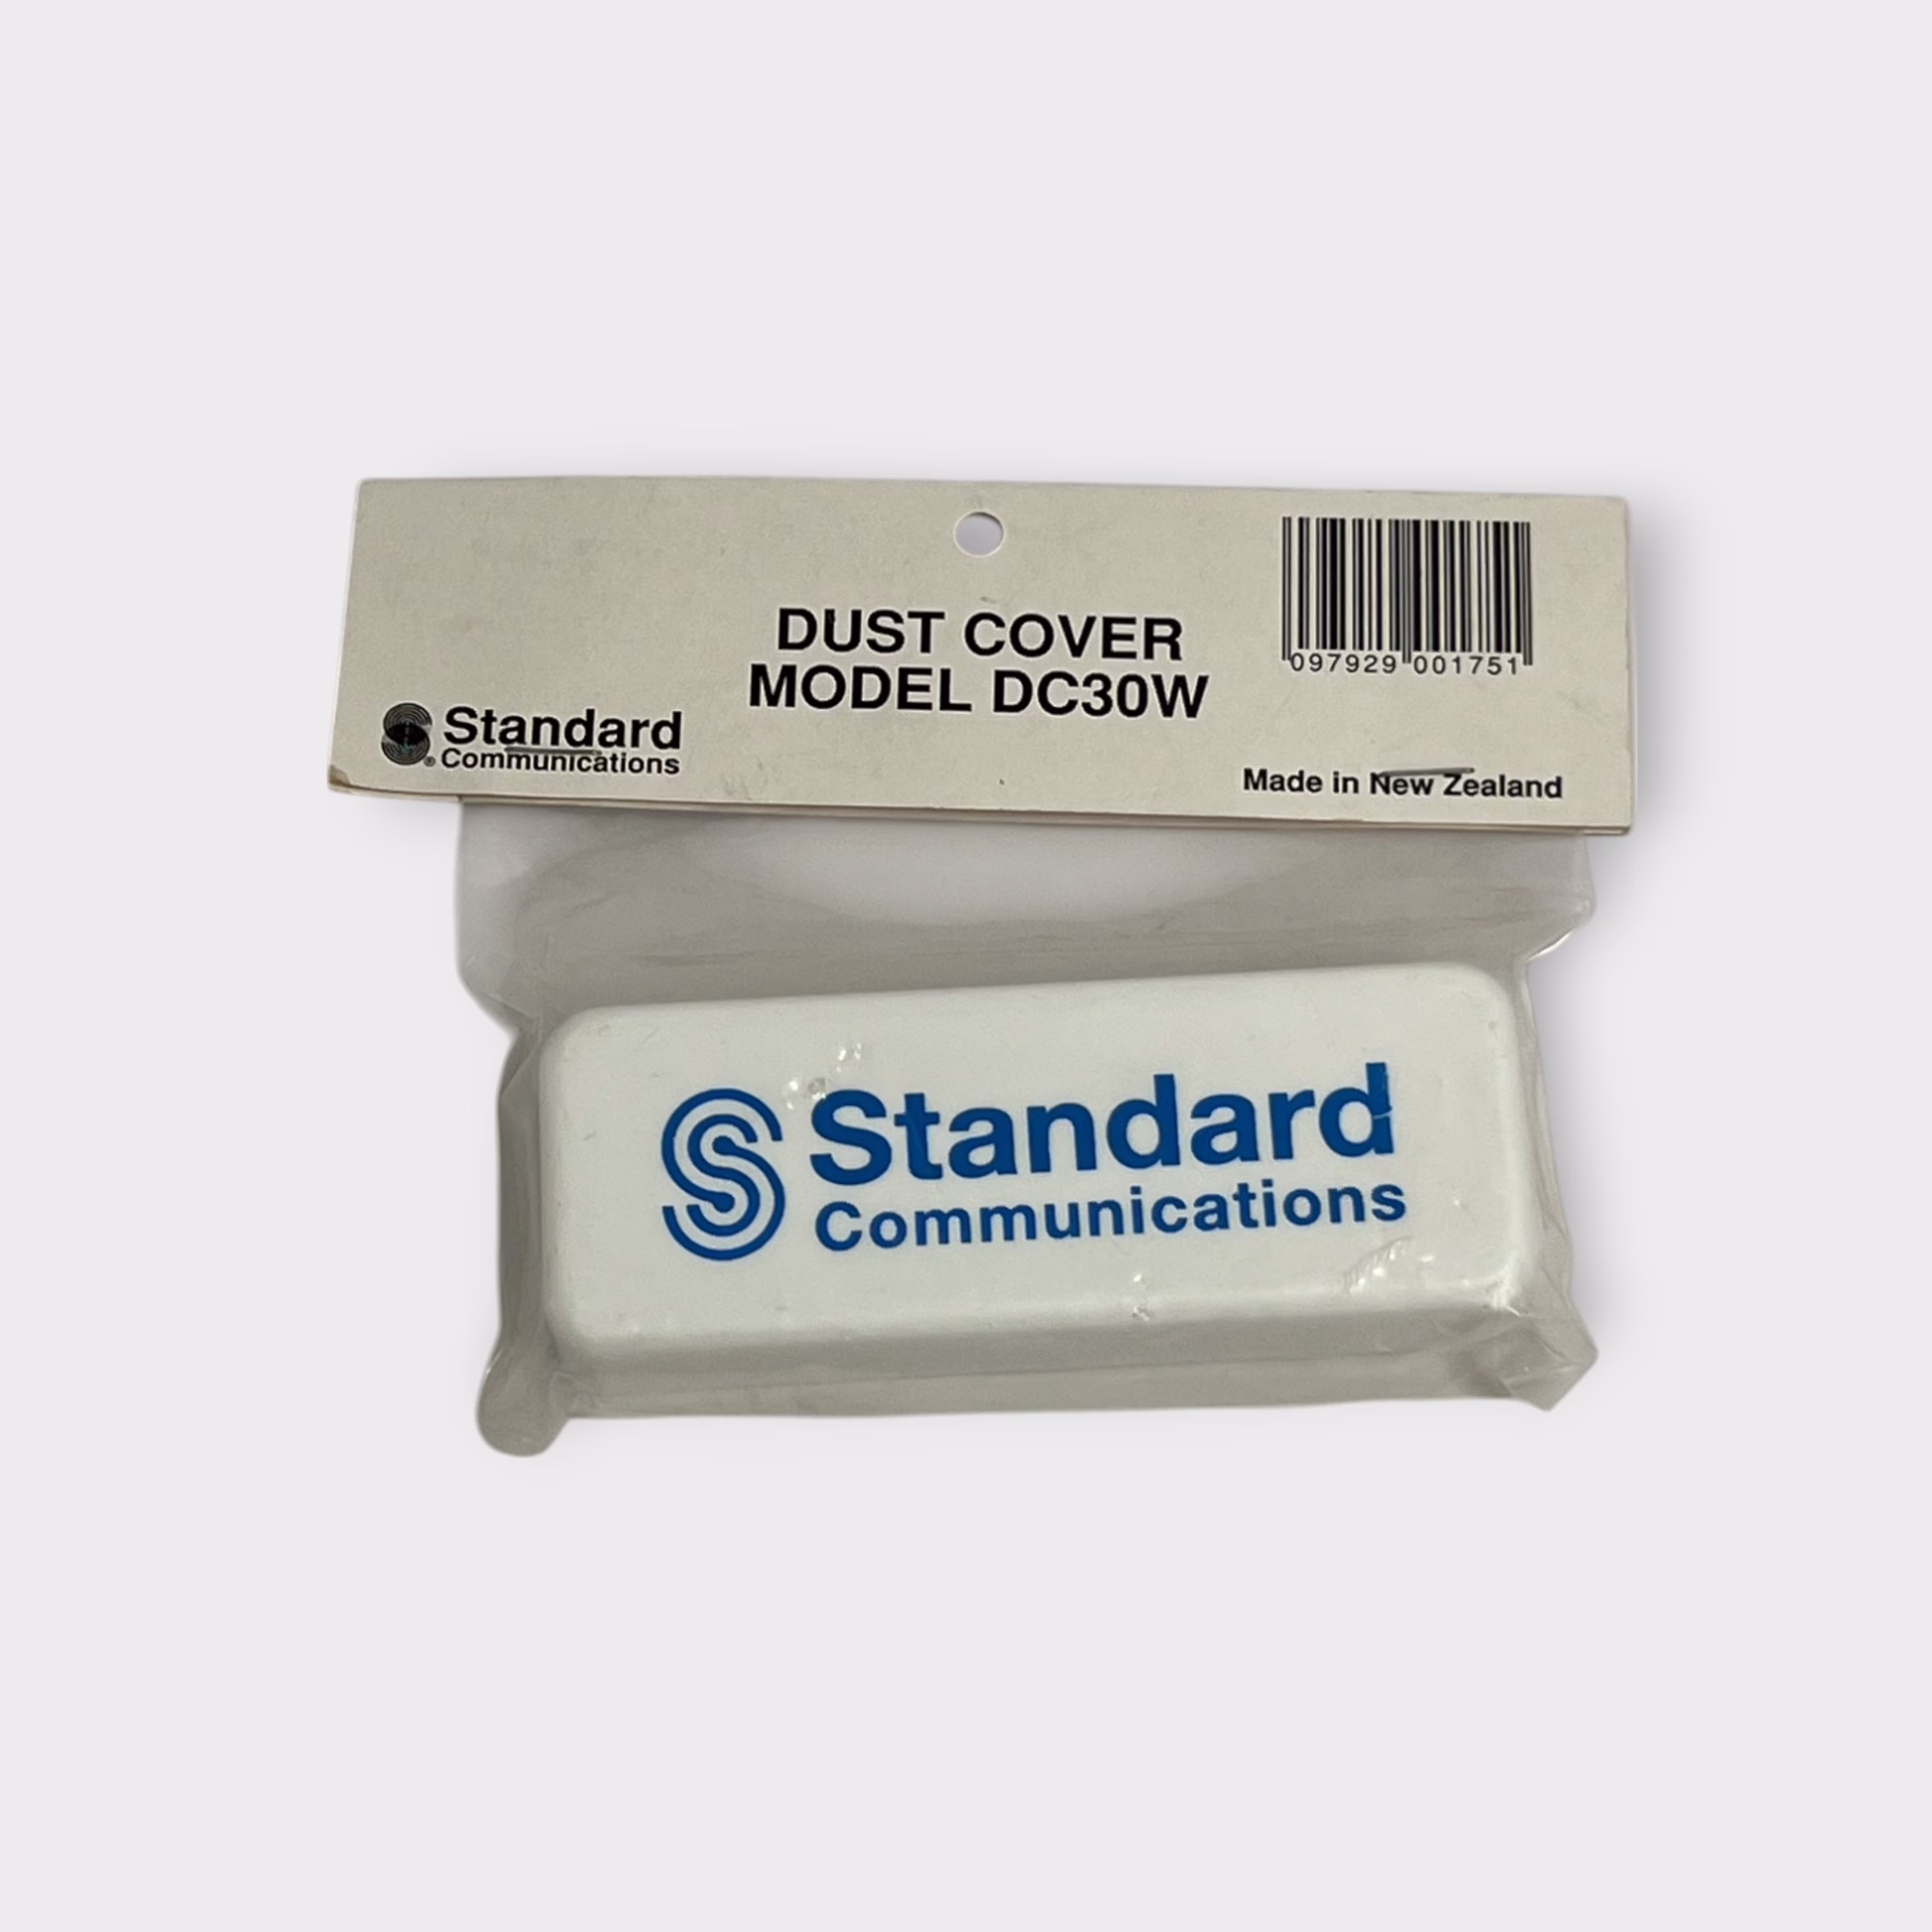 DUST COVER
MODEL DC30W
097929 001751
Standard
® Communications
Made in New Zealand
Standard
Communications